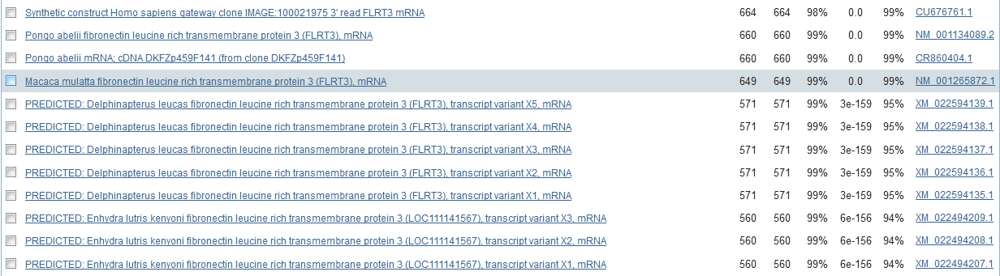 Synthetic construct Homo sapiens gateway clone IMAGE:100021975 3' read FLRT3 mRNA 664 664 98% 0.0 99% CU676761.1
Pongo abelii fibronectin leucine rich transmembrane protein 3 (FLRT3), mRNA 660 660 99% 0.0 99% NM_001134089.2
Pongo abelii mRNA; cDNA DKFZp459F141 (from clone DKFZp459F141) 660 660 99% 0.0 99% CR860404.1
Macaca mulatta fibronectin leucine rich transmembrane protein 3 (FLRT3), mRNA 649 649 99% 0.0 99% NM_001265872.1
PREDICTED: Delphinapterus leucas fibronectin leucine rich transmembrane protein 3 (FLRT3), transcript variant X5, mRNA 571 571 99% 3e-159 95% XM_022594139.1
PREDICTED: Delphinapterus leucas fibronectin leucine rich transmembrane protein 3 (FLRT3), transcript variant X4, mRNA 571 571 99% 3e-159 95% XM_022594138.1
PREDICTED: Delphinapterus leucas fibronectin leucine rich transmembrane protein 3 (FLRT3), transcript variant X3, mRNA 571 571 99% 3e-159 95% XM_022594137.1
PREDICTED: Delphinapterus leucas fibronectin leucine rich transmembrane protein 3 (FLRT3), transcript variant X2, mRNA 571 571 99% 3e-159 95% XM_022594136.1
PREDICTED: Delphinapterus leucas fibronectin leucine rich transmembrane protein 3 (FLRT3), transcript variant X1, mRNA 571 571 99% 3e-159 95% XM_022594135.1
PREDICTED: Enhydra lutris kenyoni fibronectin leucine rich transmembrane protein 3 (LOC111141567), transcript variant X3, mRNA 560 560 99% 6e-156 94% XM_022494209.1
PREDICTED: Enhydra lutris kenyoni fibronectin leucine rich transmembrane protein 3 (LOC111141567), transcript variant X2, mRNA 560 560 99% 6e-156 94% XM_022494208.1
PREDICTED: Enhydra lutris kenyoni fibronectin leucine rich transmembrane protein 3 (LOC111141567), transcript variant X1, mRNA 560 560 99% 6e-156 94% XM_022494207.1